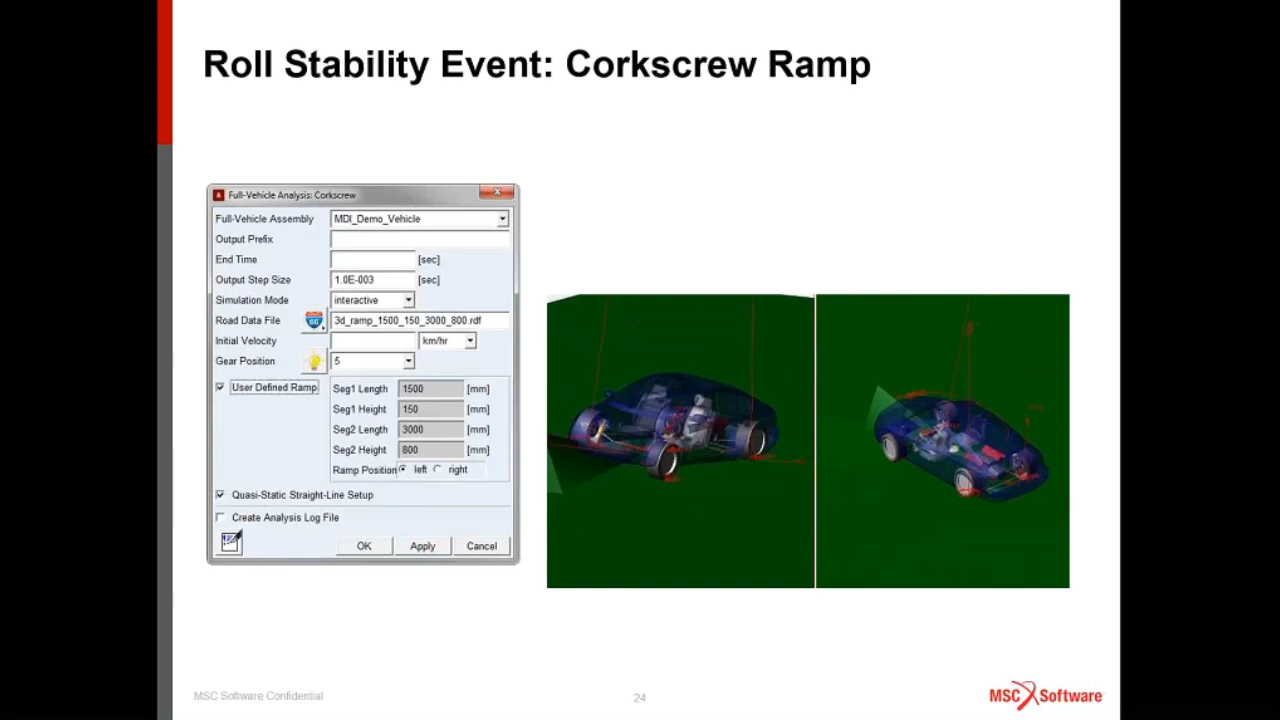 Roll Stability Event: Corkscrew Ramp
Full-Vehicle Analysis: Corkscrew
Full-Vehicle Assembly MDI_Demo_Vehicle
Output Prefix
End Time [sec]
Output Step Size 1.0E-003 [sec]
Simulation Mode interactive
Road Data File 66 3d_ramp_1500_150_3000_800.rdf
Initial Velocity km/hr
Gear Position 5
User Defined Ramp Seg1 Length 1500 [mm]
Seg1 Height 150 [mm]
Seg2 Length 3000 [mm]
Seg2 Height 800 [mm]
Ramp Position left right
Quasi-Static Straight-Line Setup
Create Analysis Log File
OK Apply Cancel
MSC Software Confidential
24
MSC Software